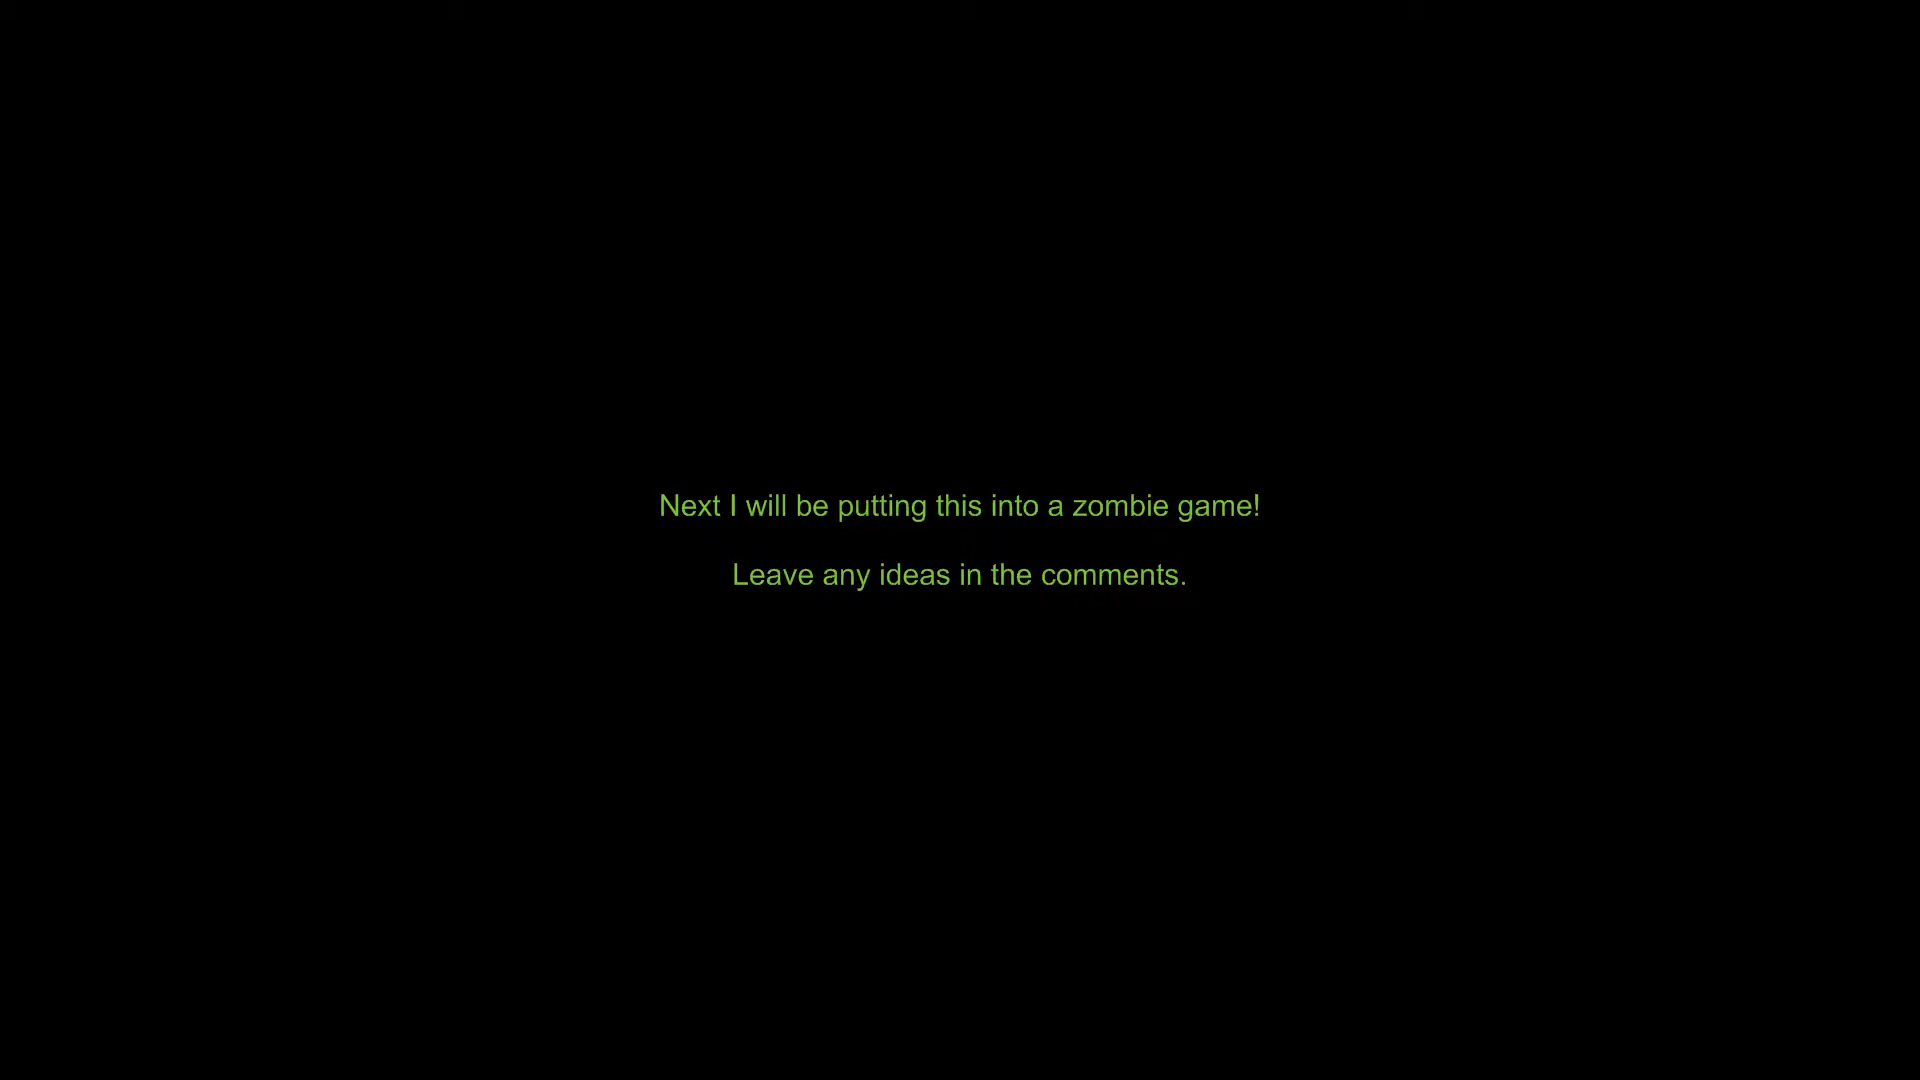 Next I will be putting this into a zombie game!
Leave any ideas in the comments.